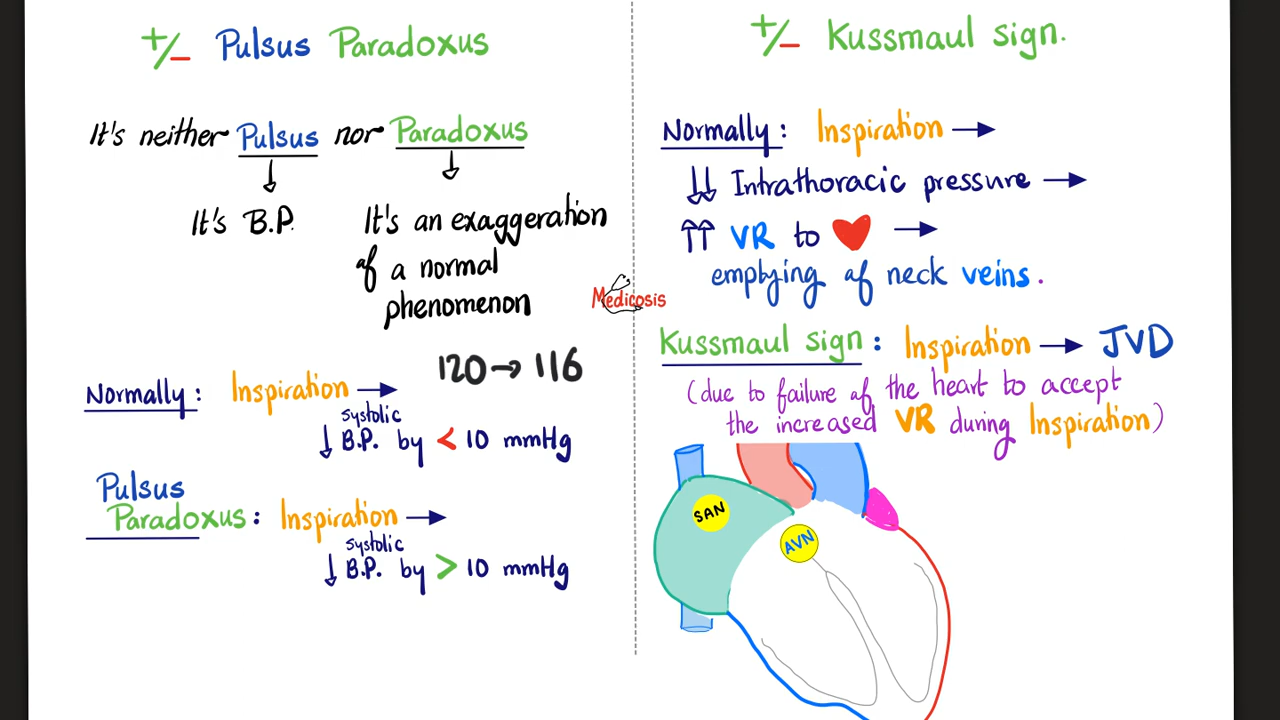 +/- Pulsus Paradoxus
It's neither Pulsus nor Paradoxus
It's B.P.
It's an exaggeration
of a normal
phenomenon
120 → 116
Normally: Inspiration →
↓ systolic B.P. by < 10 mmHg
Pulsus
Paradoxus: Inspiration →
↓ systolic B.P. by > 10 mmHg
Medicosis
+/- Kussmaul sign.
Normally: Inspiration →
↓↓ Intrathoracic pressure →
↑↑ VR to ❤ →
emptying of neck veins.
Kussmaul sign: Inspiration → JVD
(due to failure of the heart to accept
the increased VR during Inspiration)
SAN
AVN